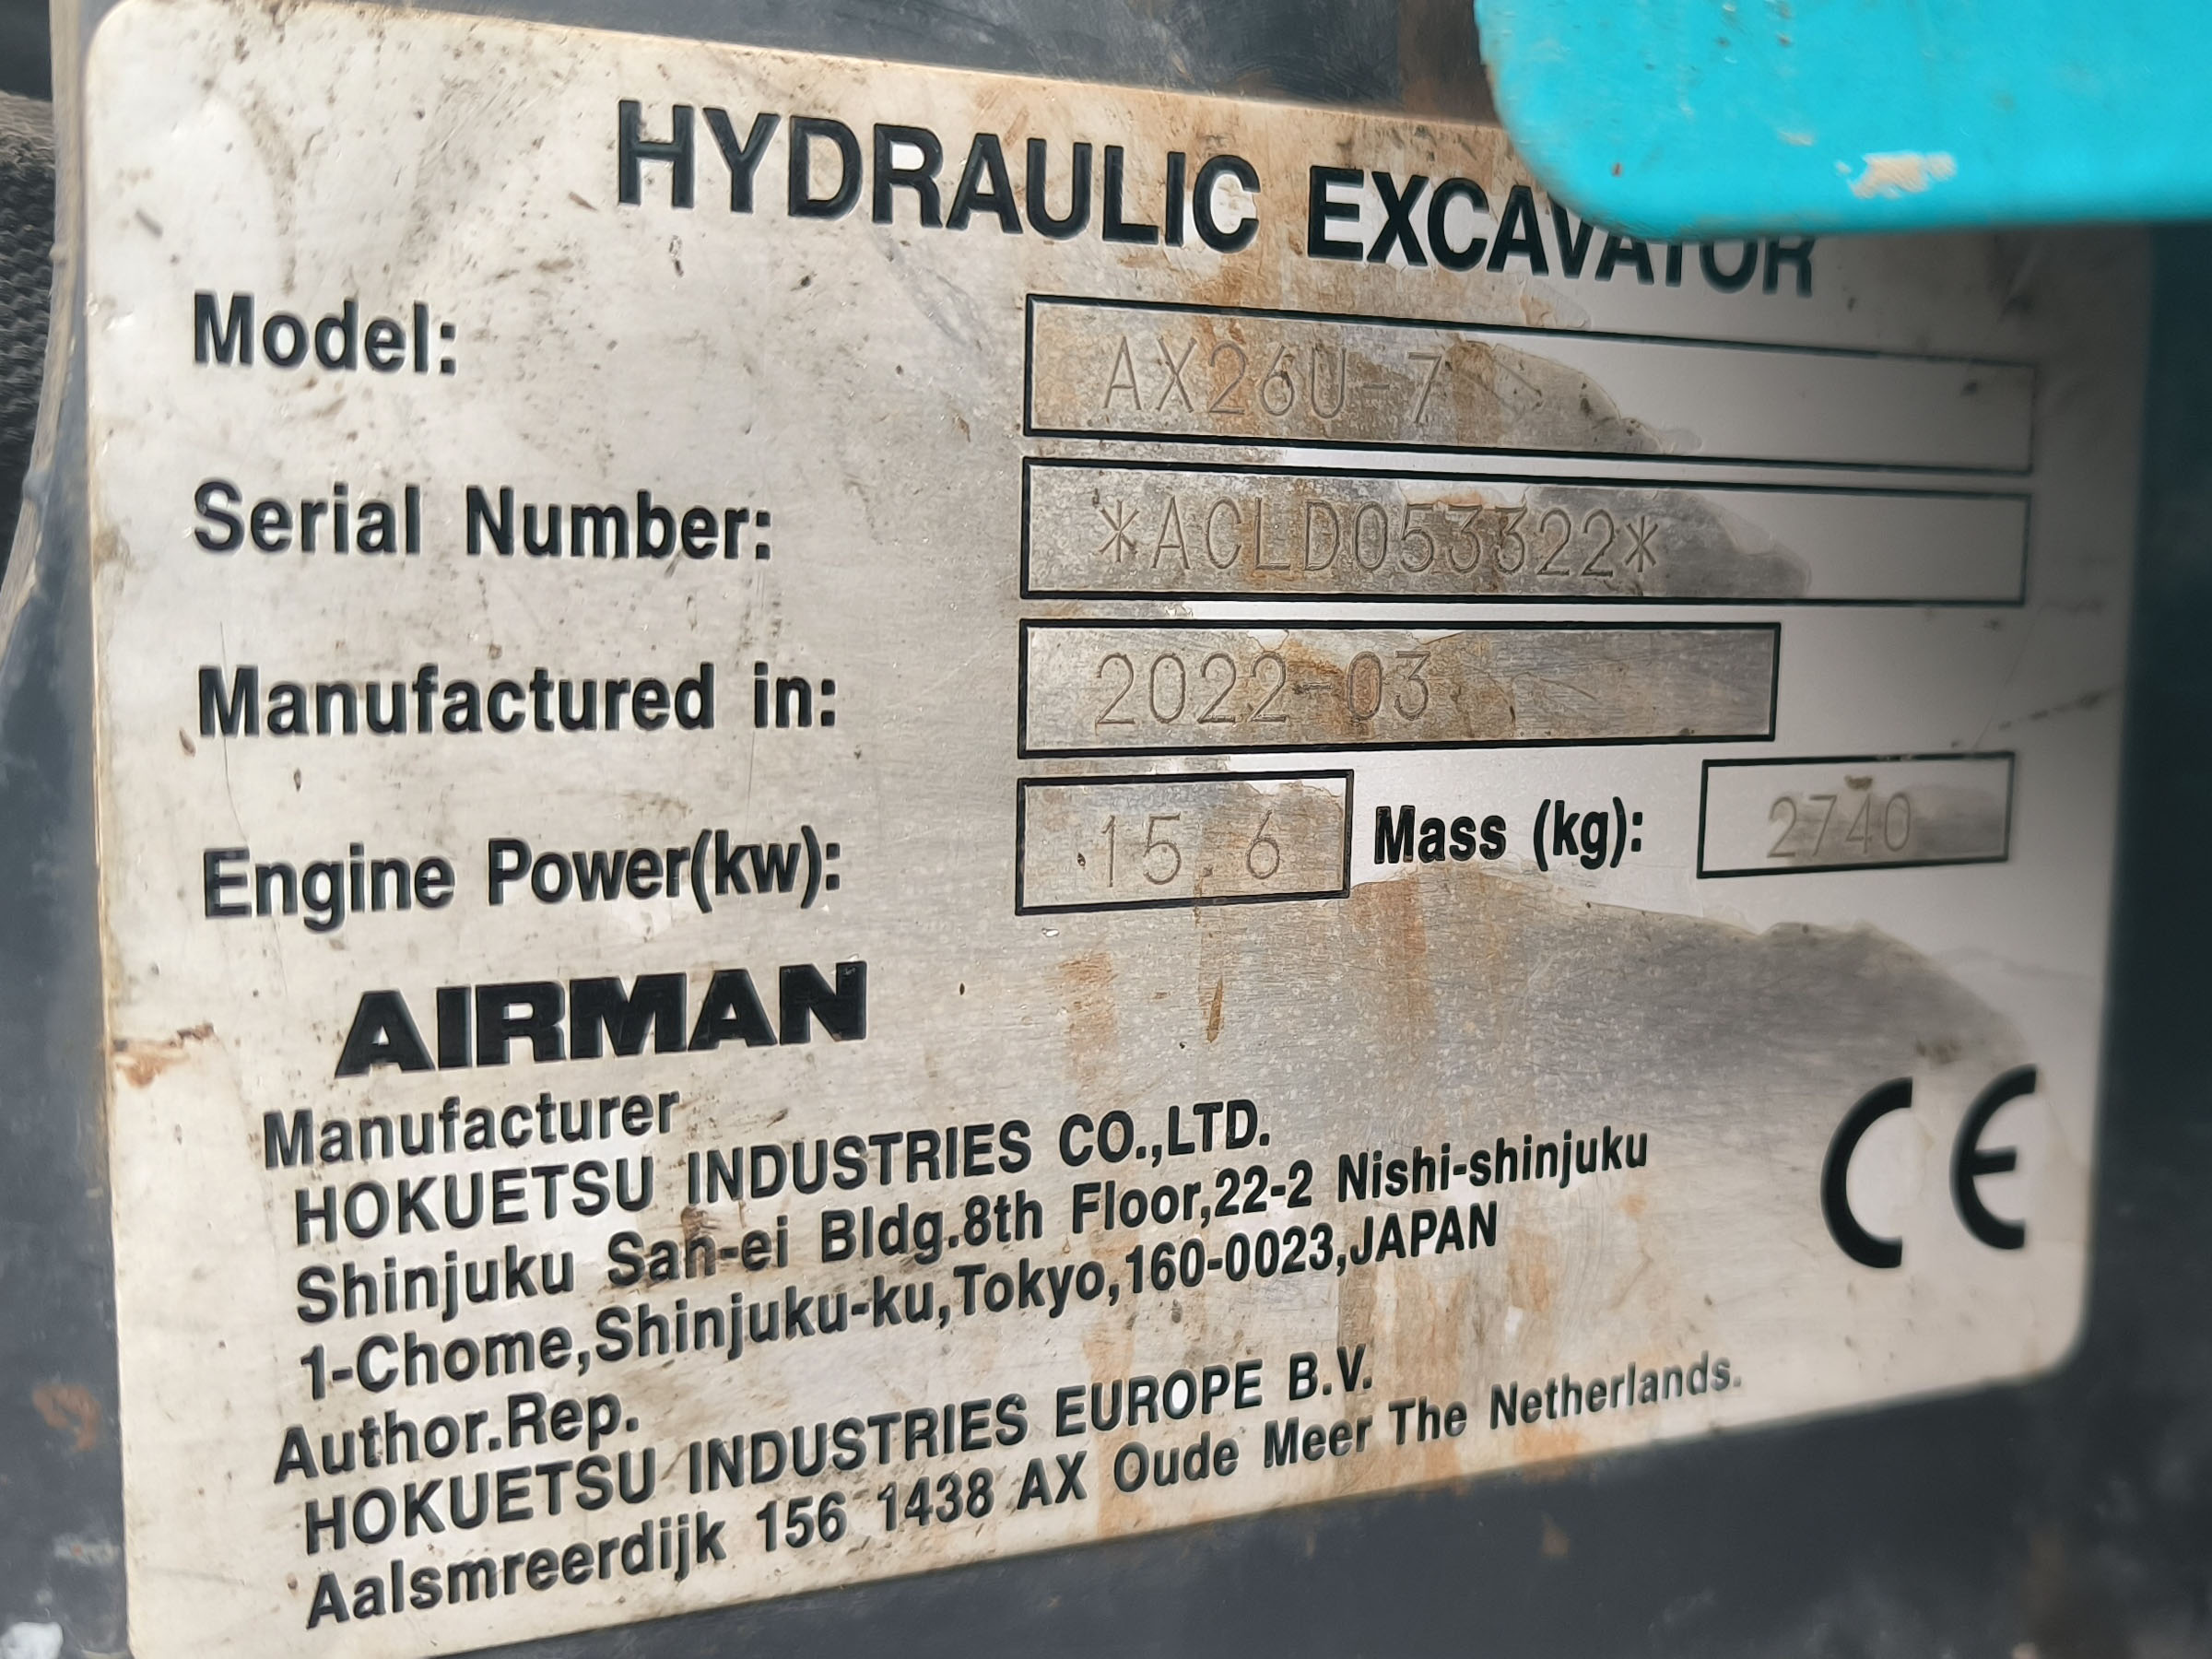 HYDRAULIC EXCAVATOR
Model: AX26U-7
Serial Number: *ACLD053322*
Manufactured in: 2022-03
Engine Power(kw): 15.6 Mass (kg): 2740
AIRMAN
Manufacturer
HOKUETSU INDUSTRIES CO.,LTD.
Shinjuku San-ei Bldg.8th Floor,22-2 Nishi-shinjuku
1-Chome,Shinjuku-ku,Tokyo,160-0023,JAPAN
Author.Rep.
HOKUETSU INDUSTRIES EUROPE B.V.
Aalsmreerdijk 156 1438 AX Oude Meer The Netherlands.
CE